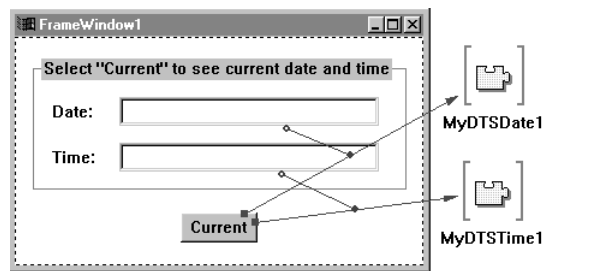 FrameWindow1
Select "Current" to see current date and time
Date:
MyDTSDate1
Time:
Current
MyDTSTime1